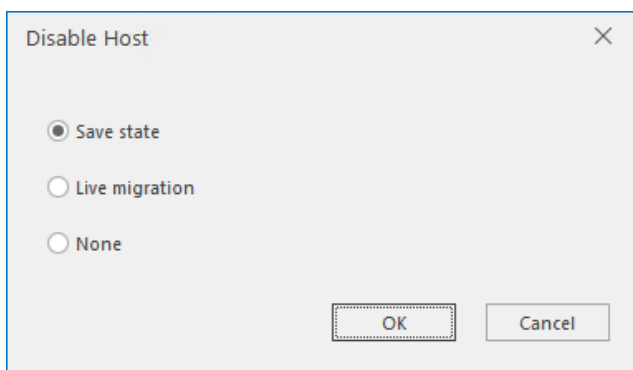 Disable Host
Save state
Live migration
None
OK Cancel